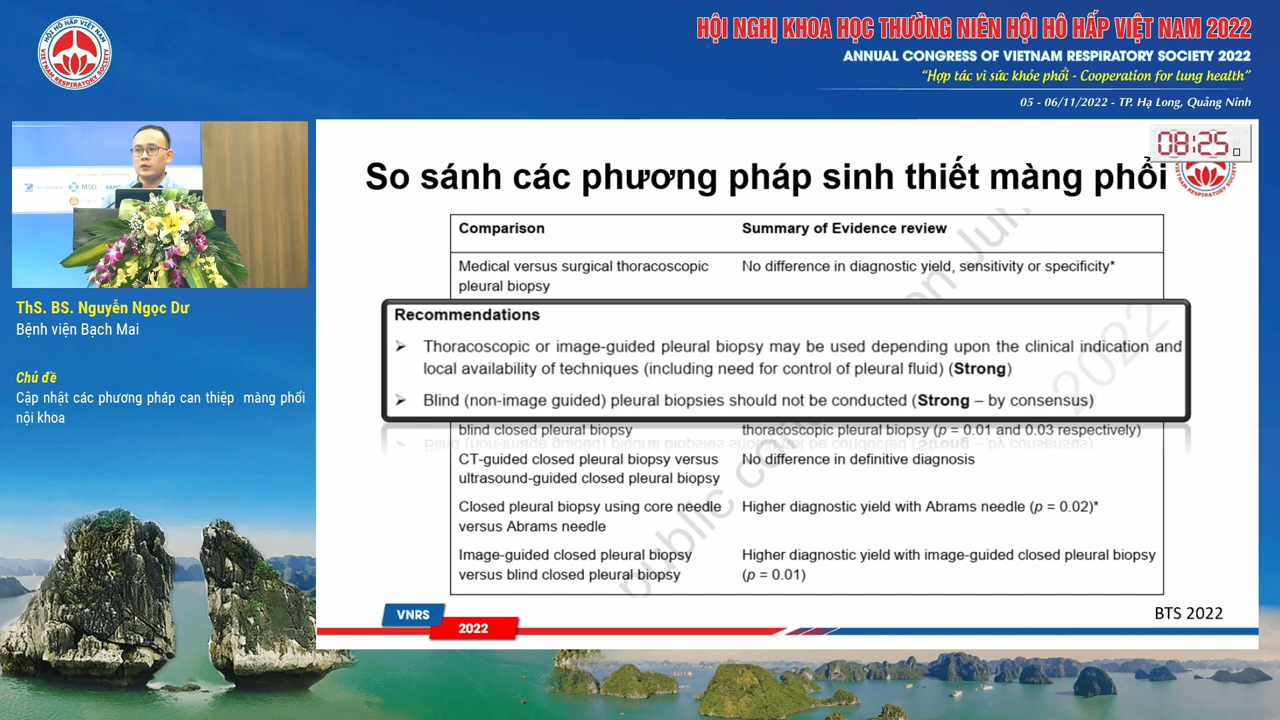 HỘI NGHỊ KHOA HỌC THƯỜNG NIÊN HỘI HÔ HẤP VIỆT NAM 2022
ANNUAL CONGRESS OF VIETNAM RESPIRATORY SOCIETY 2022
“Hợp tác vì sức khỏe phổi - Cooperation for lung health”
05 - 06/11/2022 - TP. Hạ Long, Quảng Ninh
HỘI HÔ HẤP VIỆT NAM
VIETNAM RESPIRATORY SOCIETY
MSD
ThS. BS. Nguyễn Ngọc Dư
Bệnh viện Bạch Mai
Chủ đề
Cập nhật các phương pháp can thiệp màng phổi
nội khoa
08:25
So sánh các phương pháp sinh thiết màng phổi
Comparison Summary of Evidence review
Medical versus surgical thoracoscopic No difference in diagnostic yield, sensitivity or specificity*
pleural biopsy
Recommendations
➤ Thoracoscopic or image-guided pleural biopsy may be used depending upon the clinical indication and
local availability of techniques (including need for control of pleural fluid) (Strong)
➤ Blind (non-image guided) pleural biopsies should not be conducted (Strong – by consensus)
blind closed pleural biopsy thoracoscopic pleural biopsy (p = 0.01 and 0.03 respectively)
CT-guided closed pleural biopsy versus No difference in definitive diagnosis
ultrasound-guided closed pleural biopsy
Closed pleural biopsy using core needle Higher diagnostic yield with Abrams needle (p = 0.02)*
versus Abrams needle
Image-guided closed pleural biopsy Higher diagnostic yield with image-guided closed pleural biopsy
versus blind closed pleural biopsy (p = 0.01)
VNRS
2022
BTS 2022